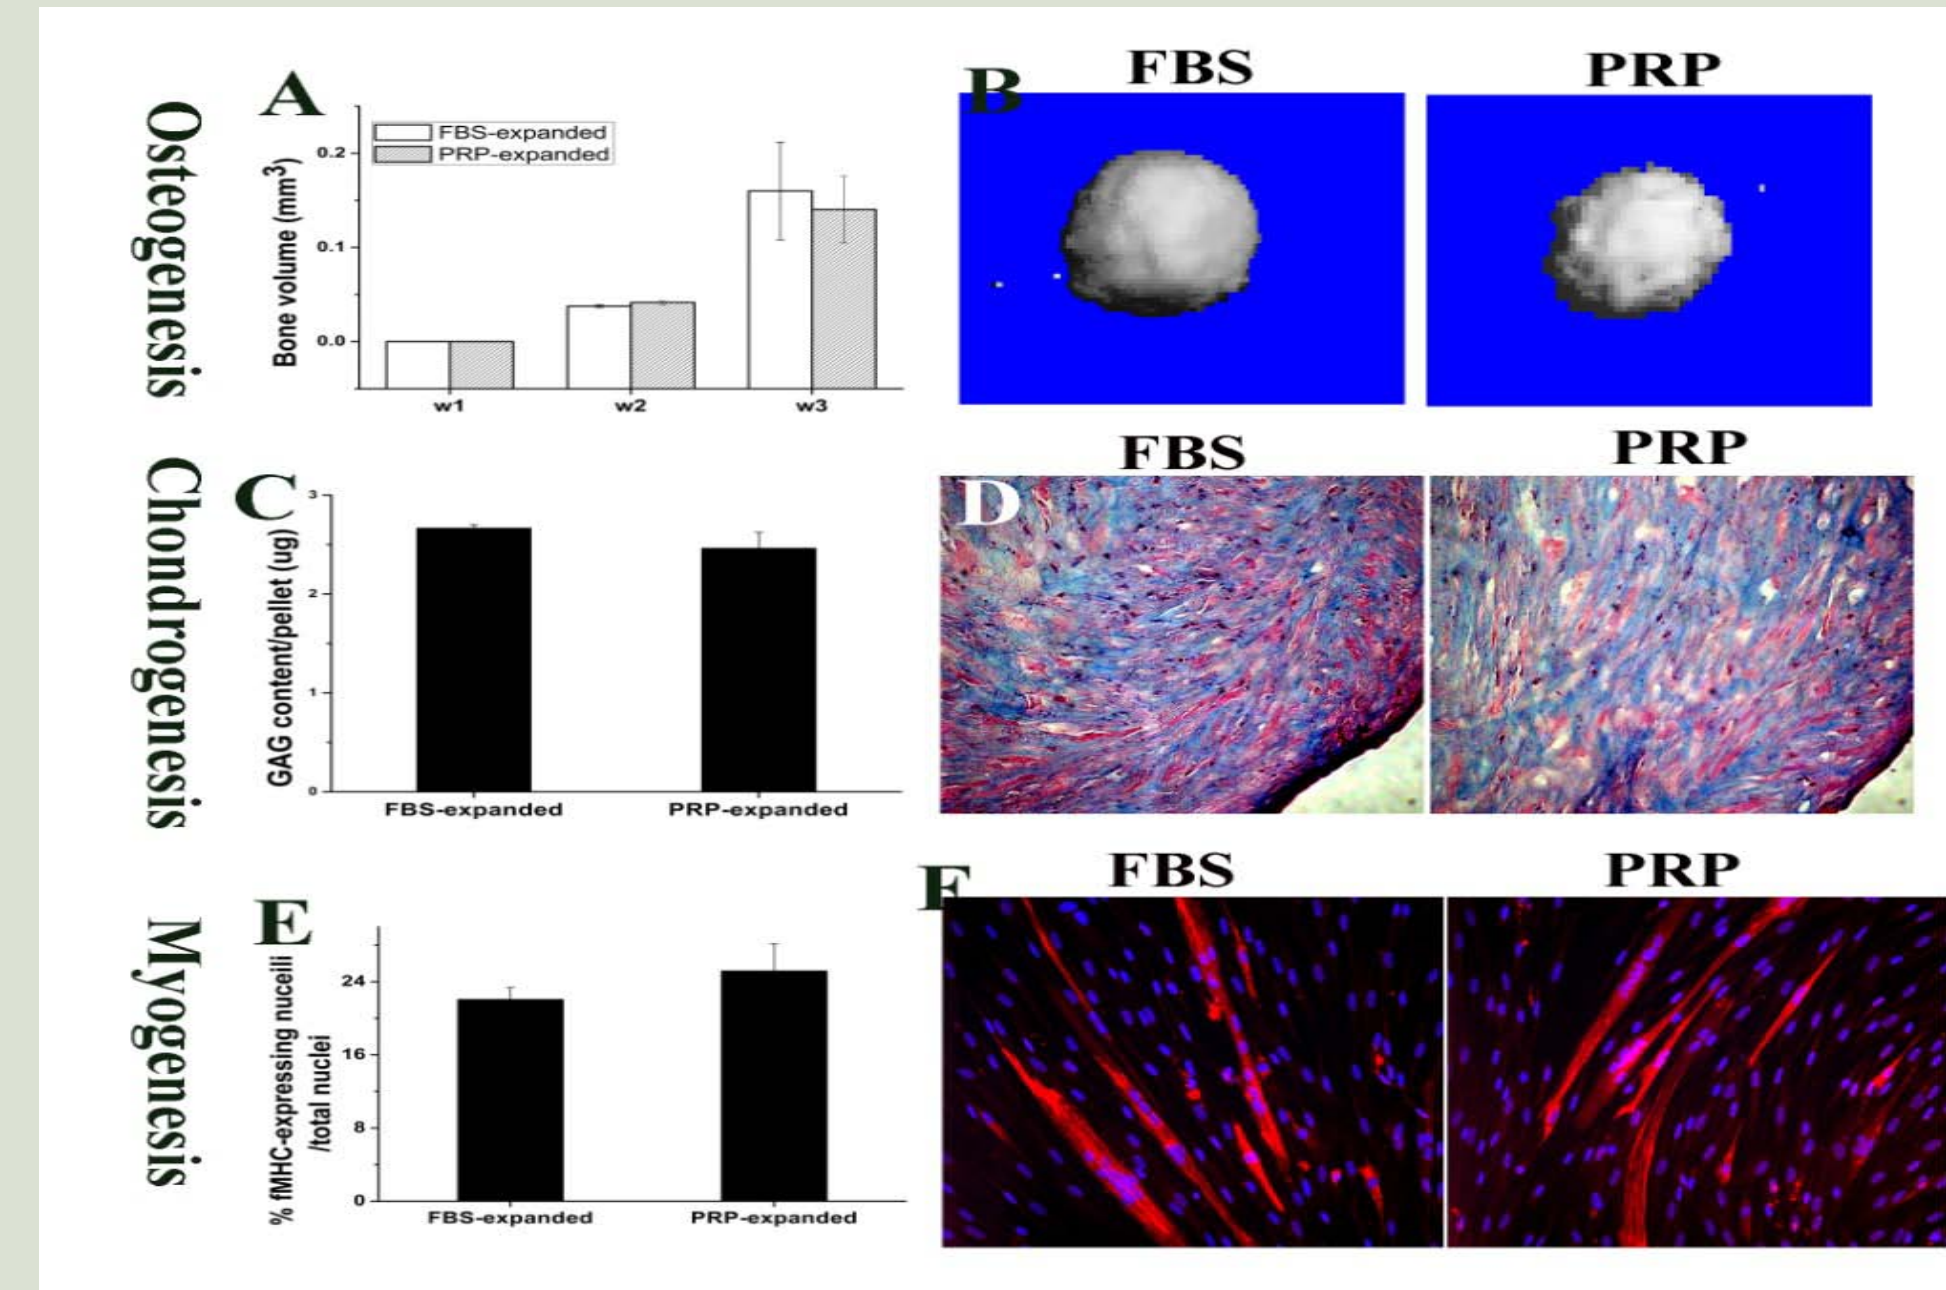 Osteogenesis
A
FBS-expanded
PRP-expanded
Bone volume (mm3)
0.2
0.1
0.0
w1 w2 w3
B
FBS PRP
Chondrogenesis
C
GAG content/pellet (ug)
3
2
1
0
FBS-expanded PRP-expanded
D
FBS PRP
Myogenesis
E
% fMHC-expressing nuceili
/total nuclei
24
16
8
0
FBS-expanded PRP-expanded
F
FBS PRP